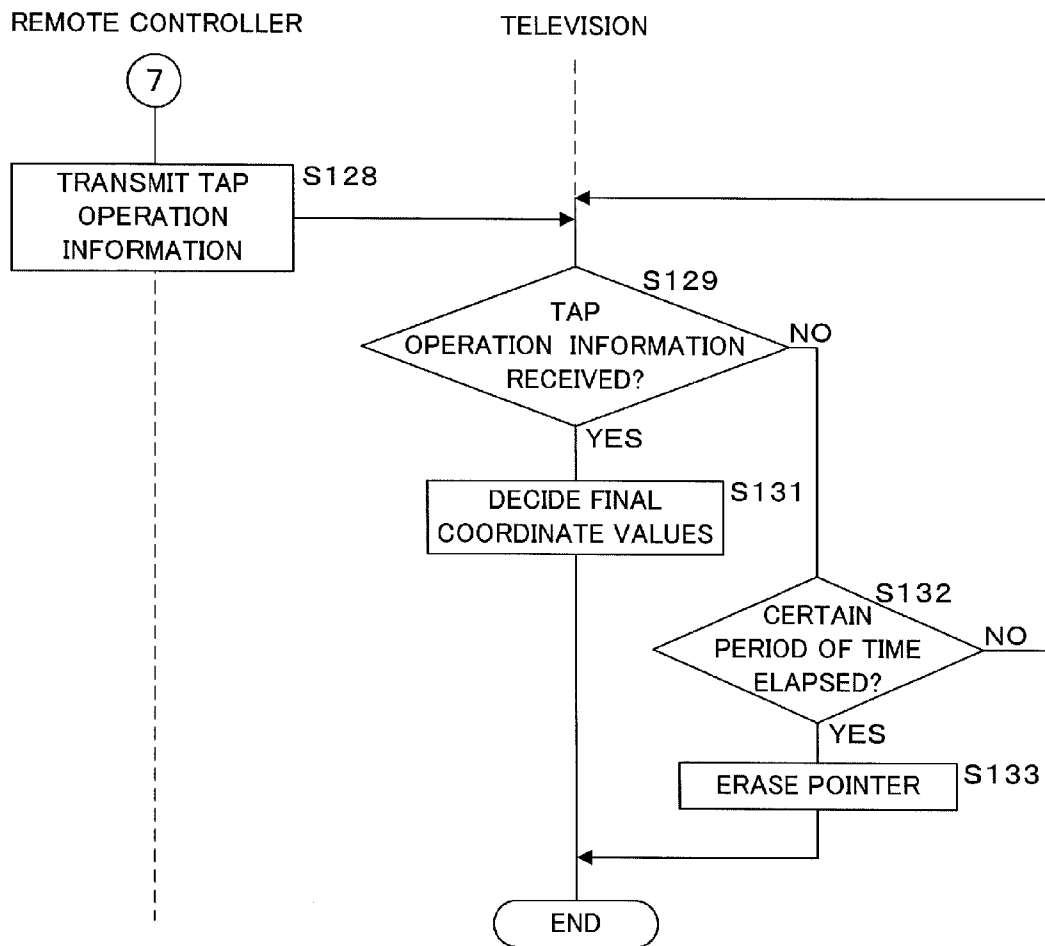 REMOTE CONTROLLER
TELEVISION
7
TRANSMIT TAP
OPERATION
INFORMATION
S128
S129
TAP
OPERATION INFORMATION
RECEIVED?
NO
YES
DECIDE FINAL
COORDINATE VALUES
S131
S132
CERTAIN
PERIOD OF TIME
ELAPSED?
NO
YES
ERASE POINTER
S133
END